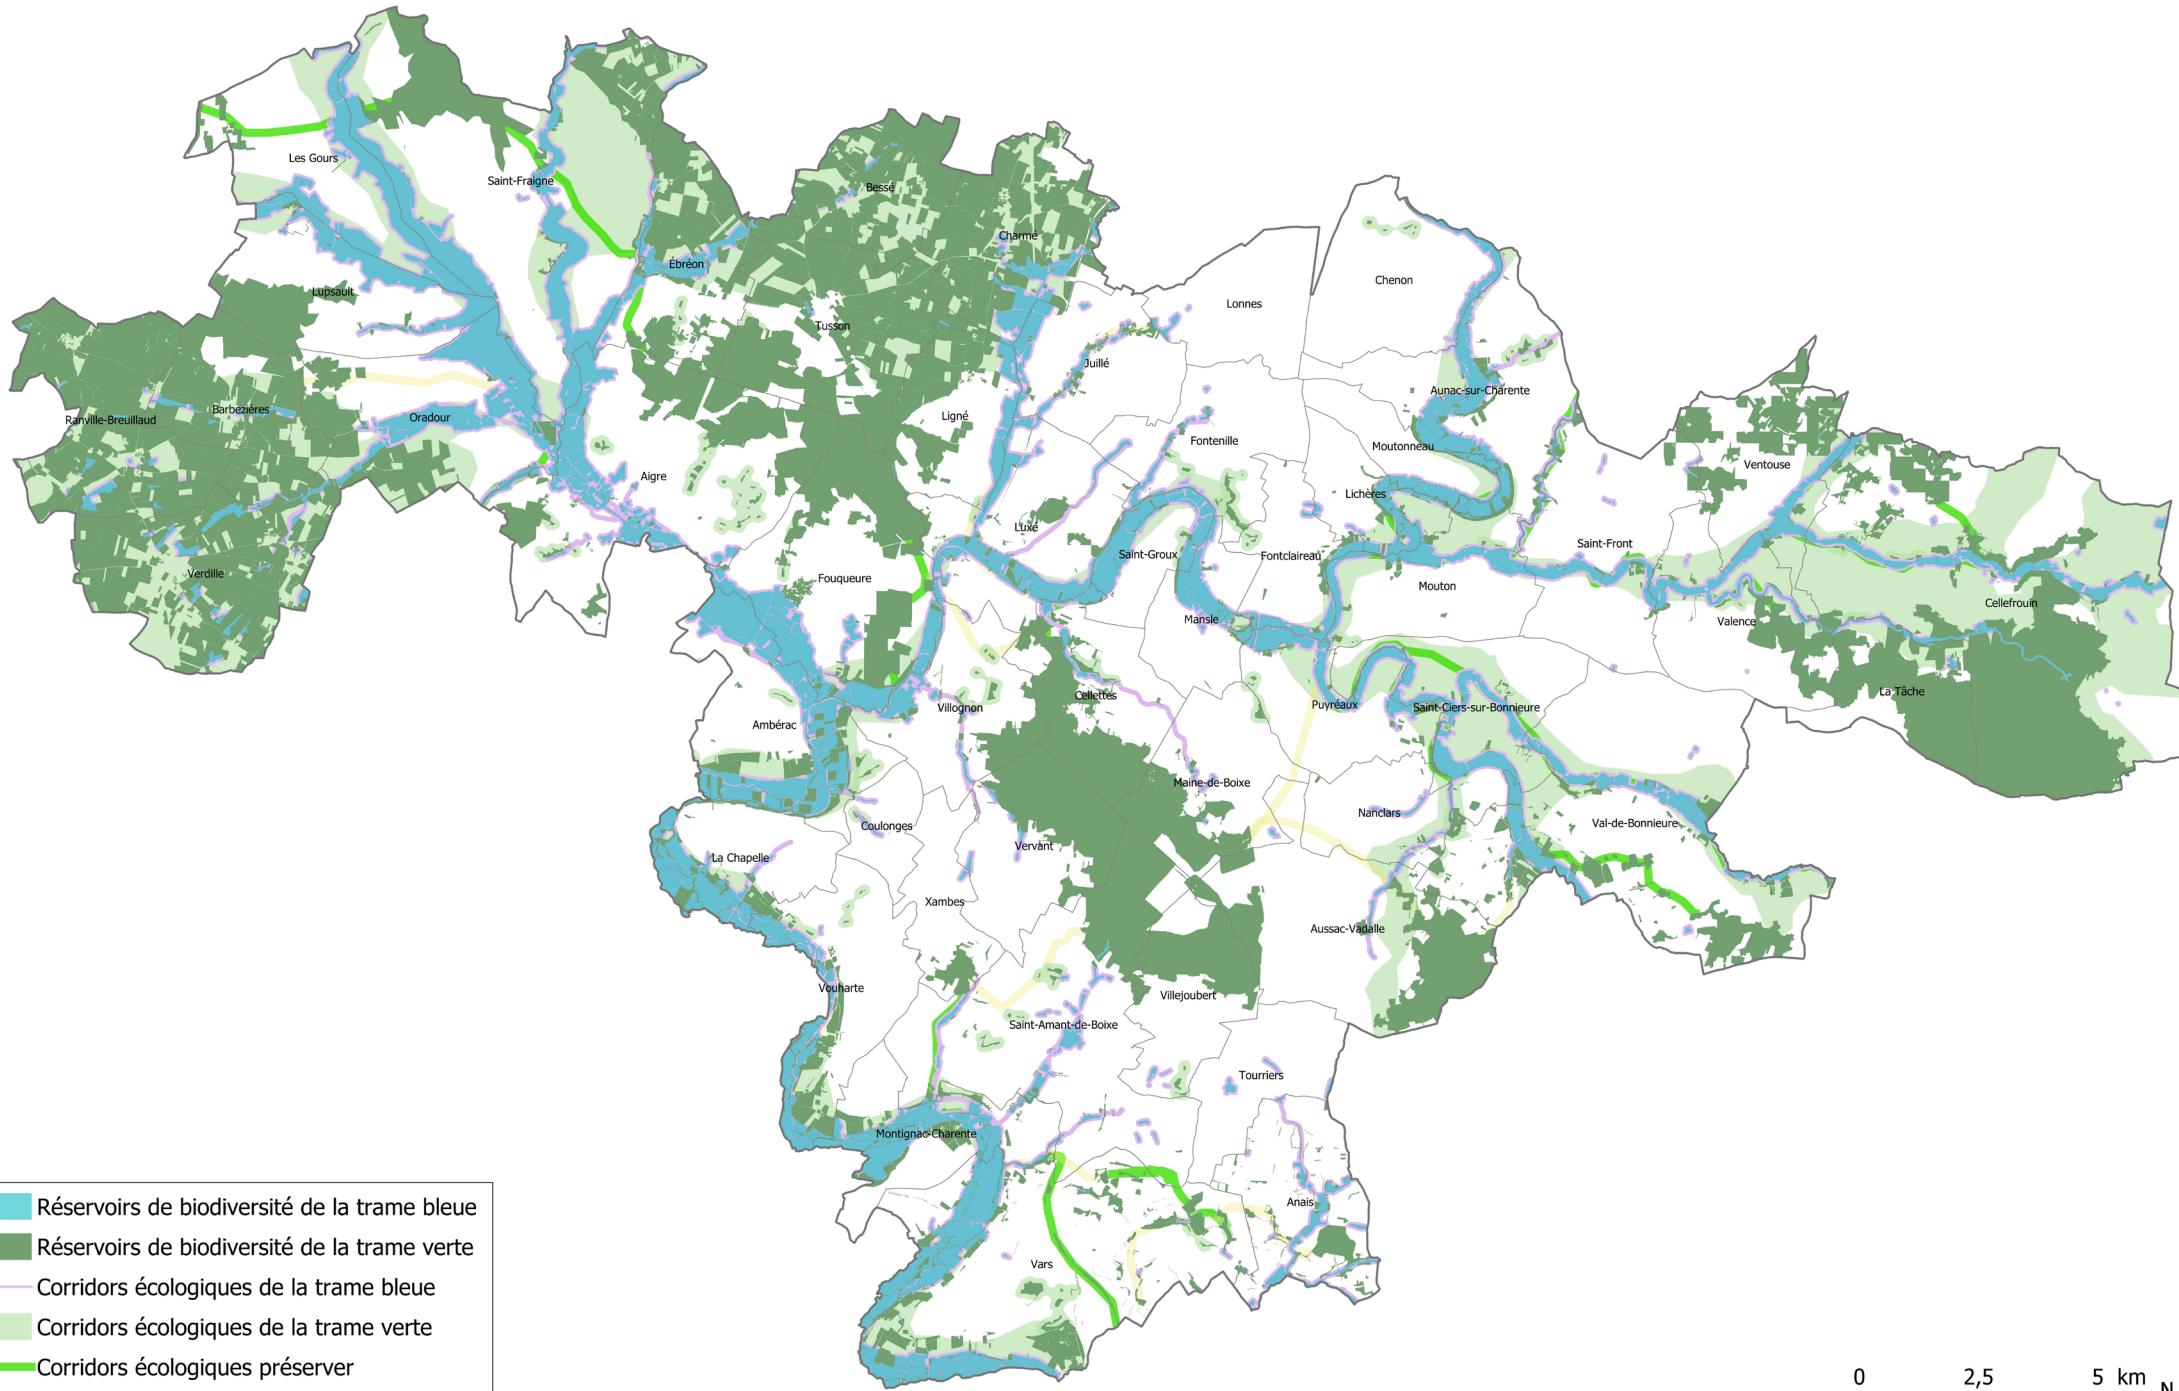 Les Gours
Saint-Fraigne
Bessé
Charmé
Ébréon
Lupsault
Tusson
Lonnes
Chenon
Juillé
Ranville-Breuillaud
Barbezières
Oradour
Ligné
Aunac-sur-Charente
Fontenille
Moutonneau
Ventouse
Aigre
Lichères
Luxé
Saint-Groux
Fontclaireau
Saint-Front
Verdille
Fouqueure
Mouton
Cellefrouin
Mansle
Valence
Cellettes
La Tâche
Villognon
Puyréaux
Saint-Ciers-sur-Bonnieure
Ambérac
Maine-de-Boixe
Nanclars
Coulonges
Val-de-Bonnieure
Vervant
La Chapelle
Xambes
Aussac-Vadalle
Vouharte
Villejoubert
Saint-Amant-de-Boixe
Tourriers
Montignac-Charente
Anais
Vars
Réservoirs de biodiversité de la trame bleue
Réservoirs de biodiversité de la trame verte
Corridors écologiques de la trame bleue
Corridors écologiques de la trame verte
Corridors écologiques préserver
0 2,5 5 km
N